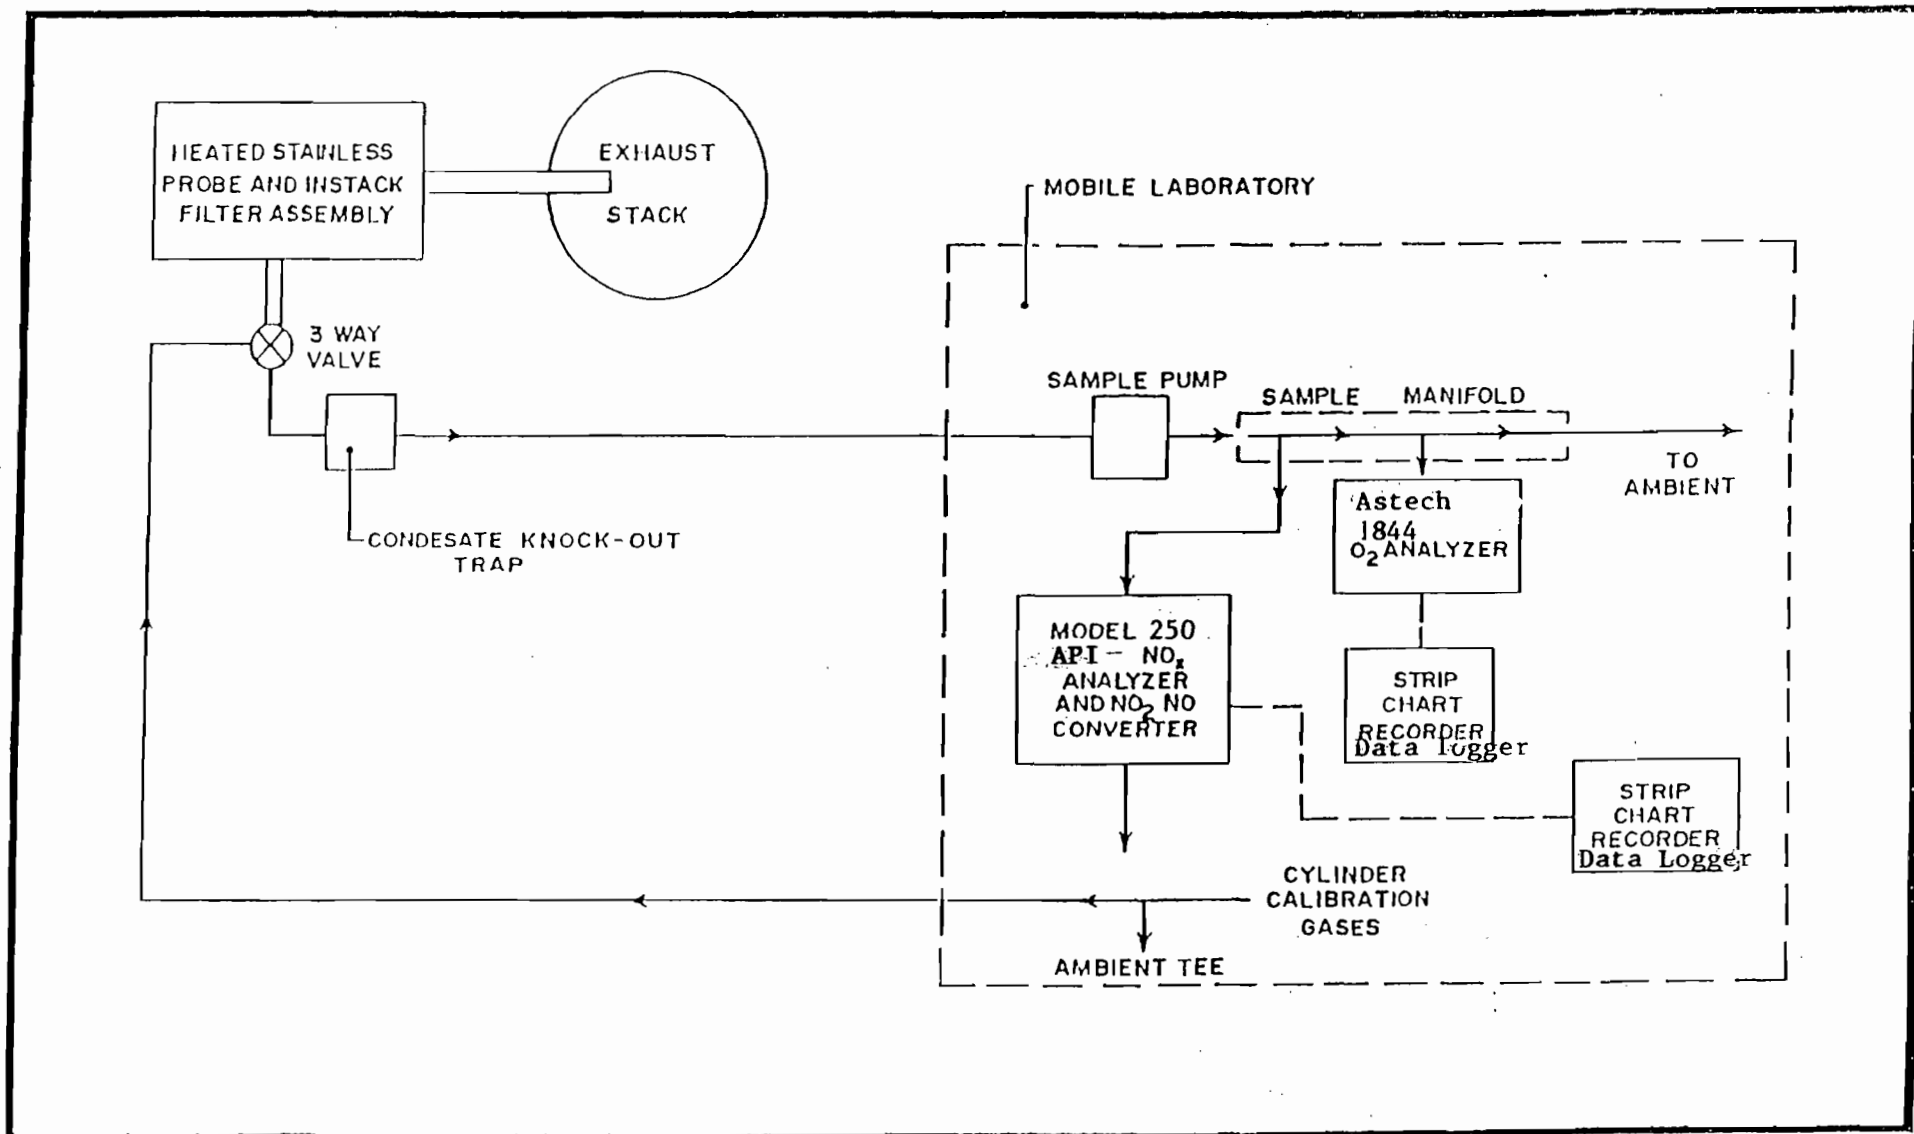 HEATED STAINLESS
PROBE AND INSTACK
FILTER ASSEMBLY
EXHAUST
STACK
MOBILE LABORATORY
3 WAY
VALVE
SAMPLE PUMP
SAMPLE MANIFOLD
TO
AMBIENT
CONDESATE KNOCK-OUT
TRAP
Astech
1844
O2 ANALYZER
MODEL 250
API - NOx
ANALYZER
AND NO2 NO
CONVERTER
STRIP
CHART
RECORDER
Data logger
STRIP
CHART
RECORDER
Data Logger
CYLINDER
CALIBRATION
GASES
AMBIENT TEE